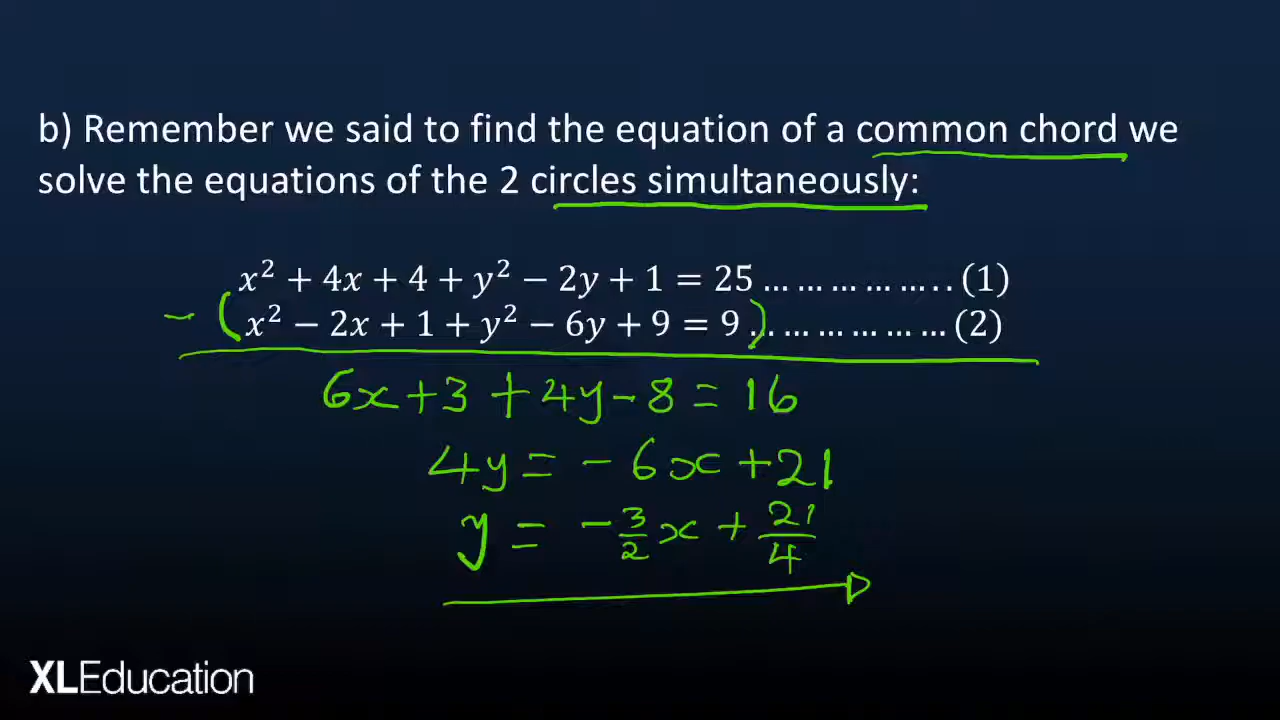 b) Remember we said to find the equation of a common chord we
solve the equations of the 2 circles simultaneously:
x² + 4x + 4 + y² − 2y + 1 = 25 … … … … … . . (1)
− ( x² − 2x + 1 + y² − 6y + 9 = 9 ) … … … … … … (2)
6x + 3 + 4y − 8 = 16
4y = − 6x + 21
y = − 3/2 x + 21/4
XLEducation